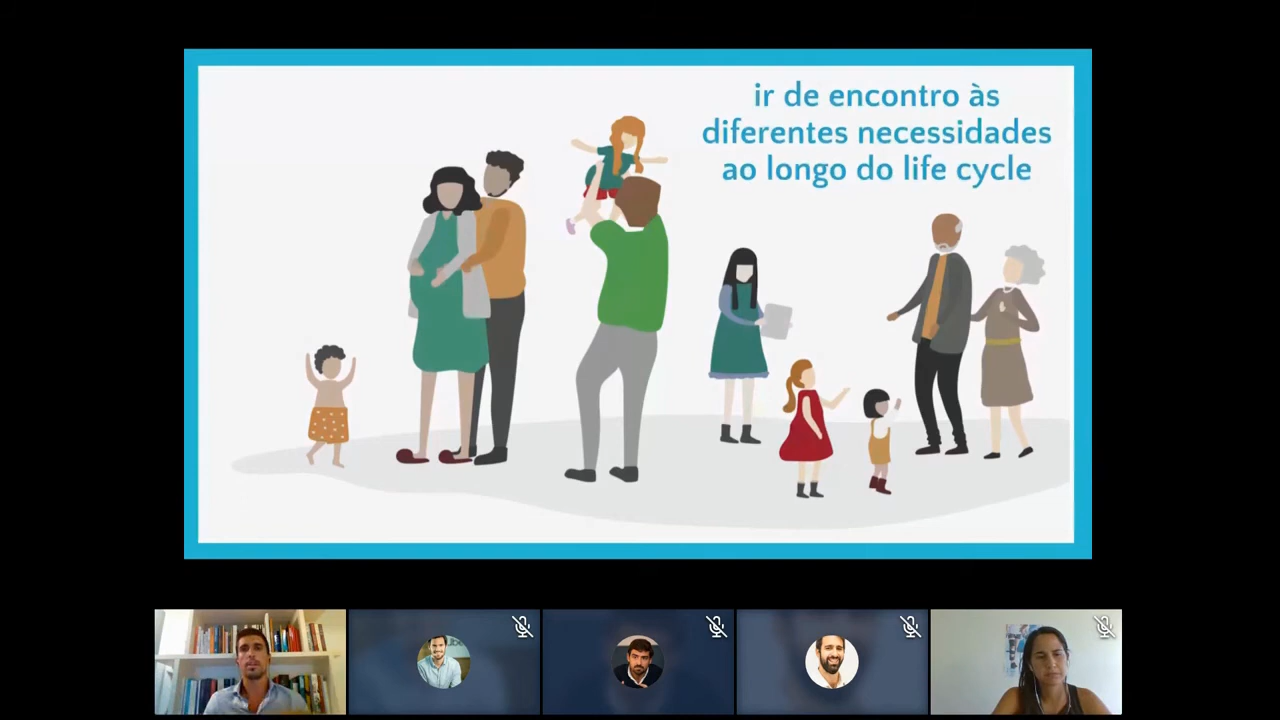 ir de encontro às
diferentes necessidades
ao longo do life cycle